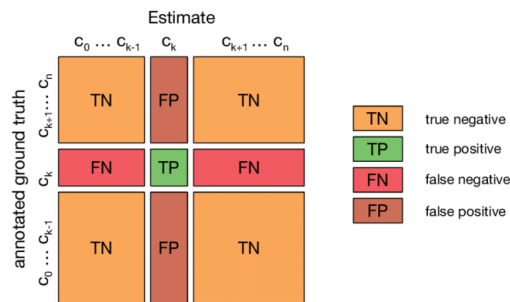 Estimate
c0 ... ck-1 ck ck+1 ... cn
annotated ground truth
ck+1 ... cn
TN FP TN
ck
FN TP FN
c0 ... ck-1
TN FP TN
TN true negative
TP true positive
FN false negative
FP false positive